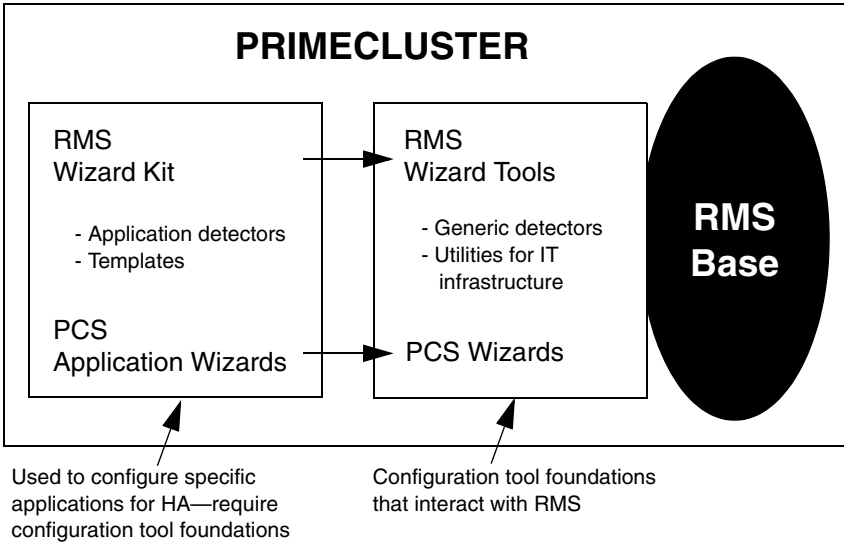 PRIMECLUSTER
RMS
Wizard Kit
- Application detectors
- Templates
PCS
Application Wizards
RMS
Wizard Tools
- Generic detectors
- Utilities for IT
infrastructure
PCS Wizards
RMS
Base
Used to configure specific
applications for HA—require
configuration tool foundations
Configuration tool foundations
that interact with RMS